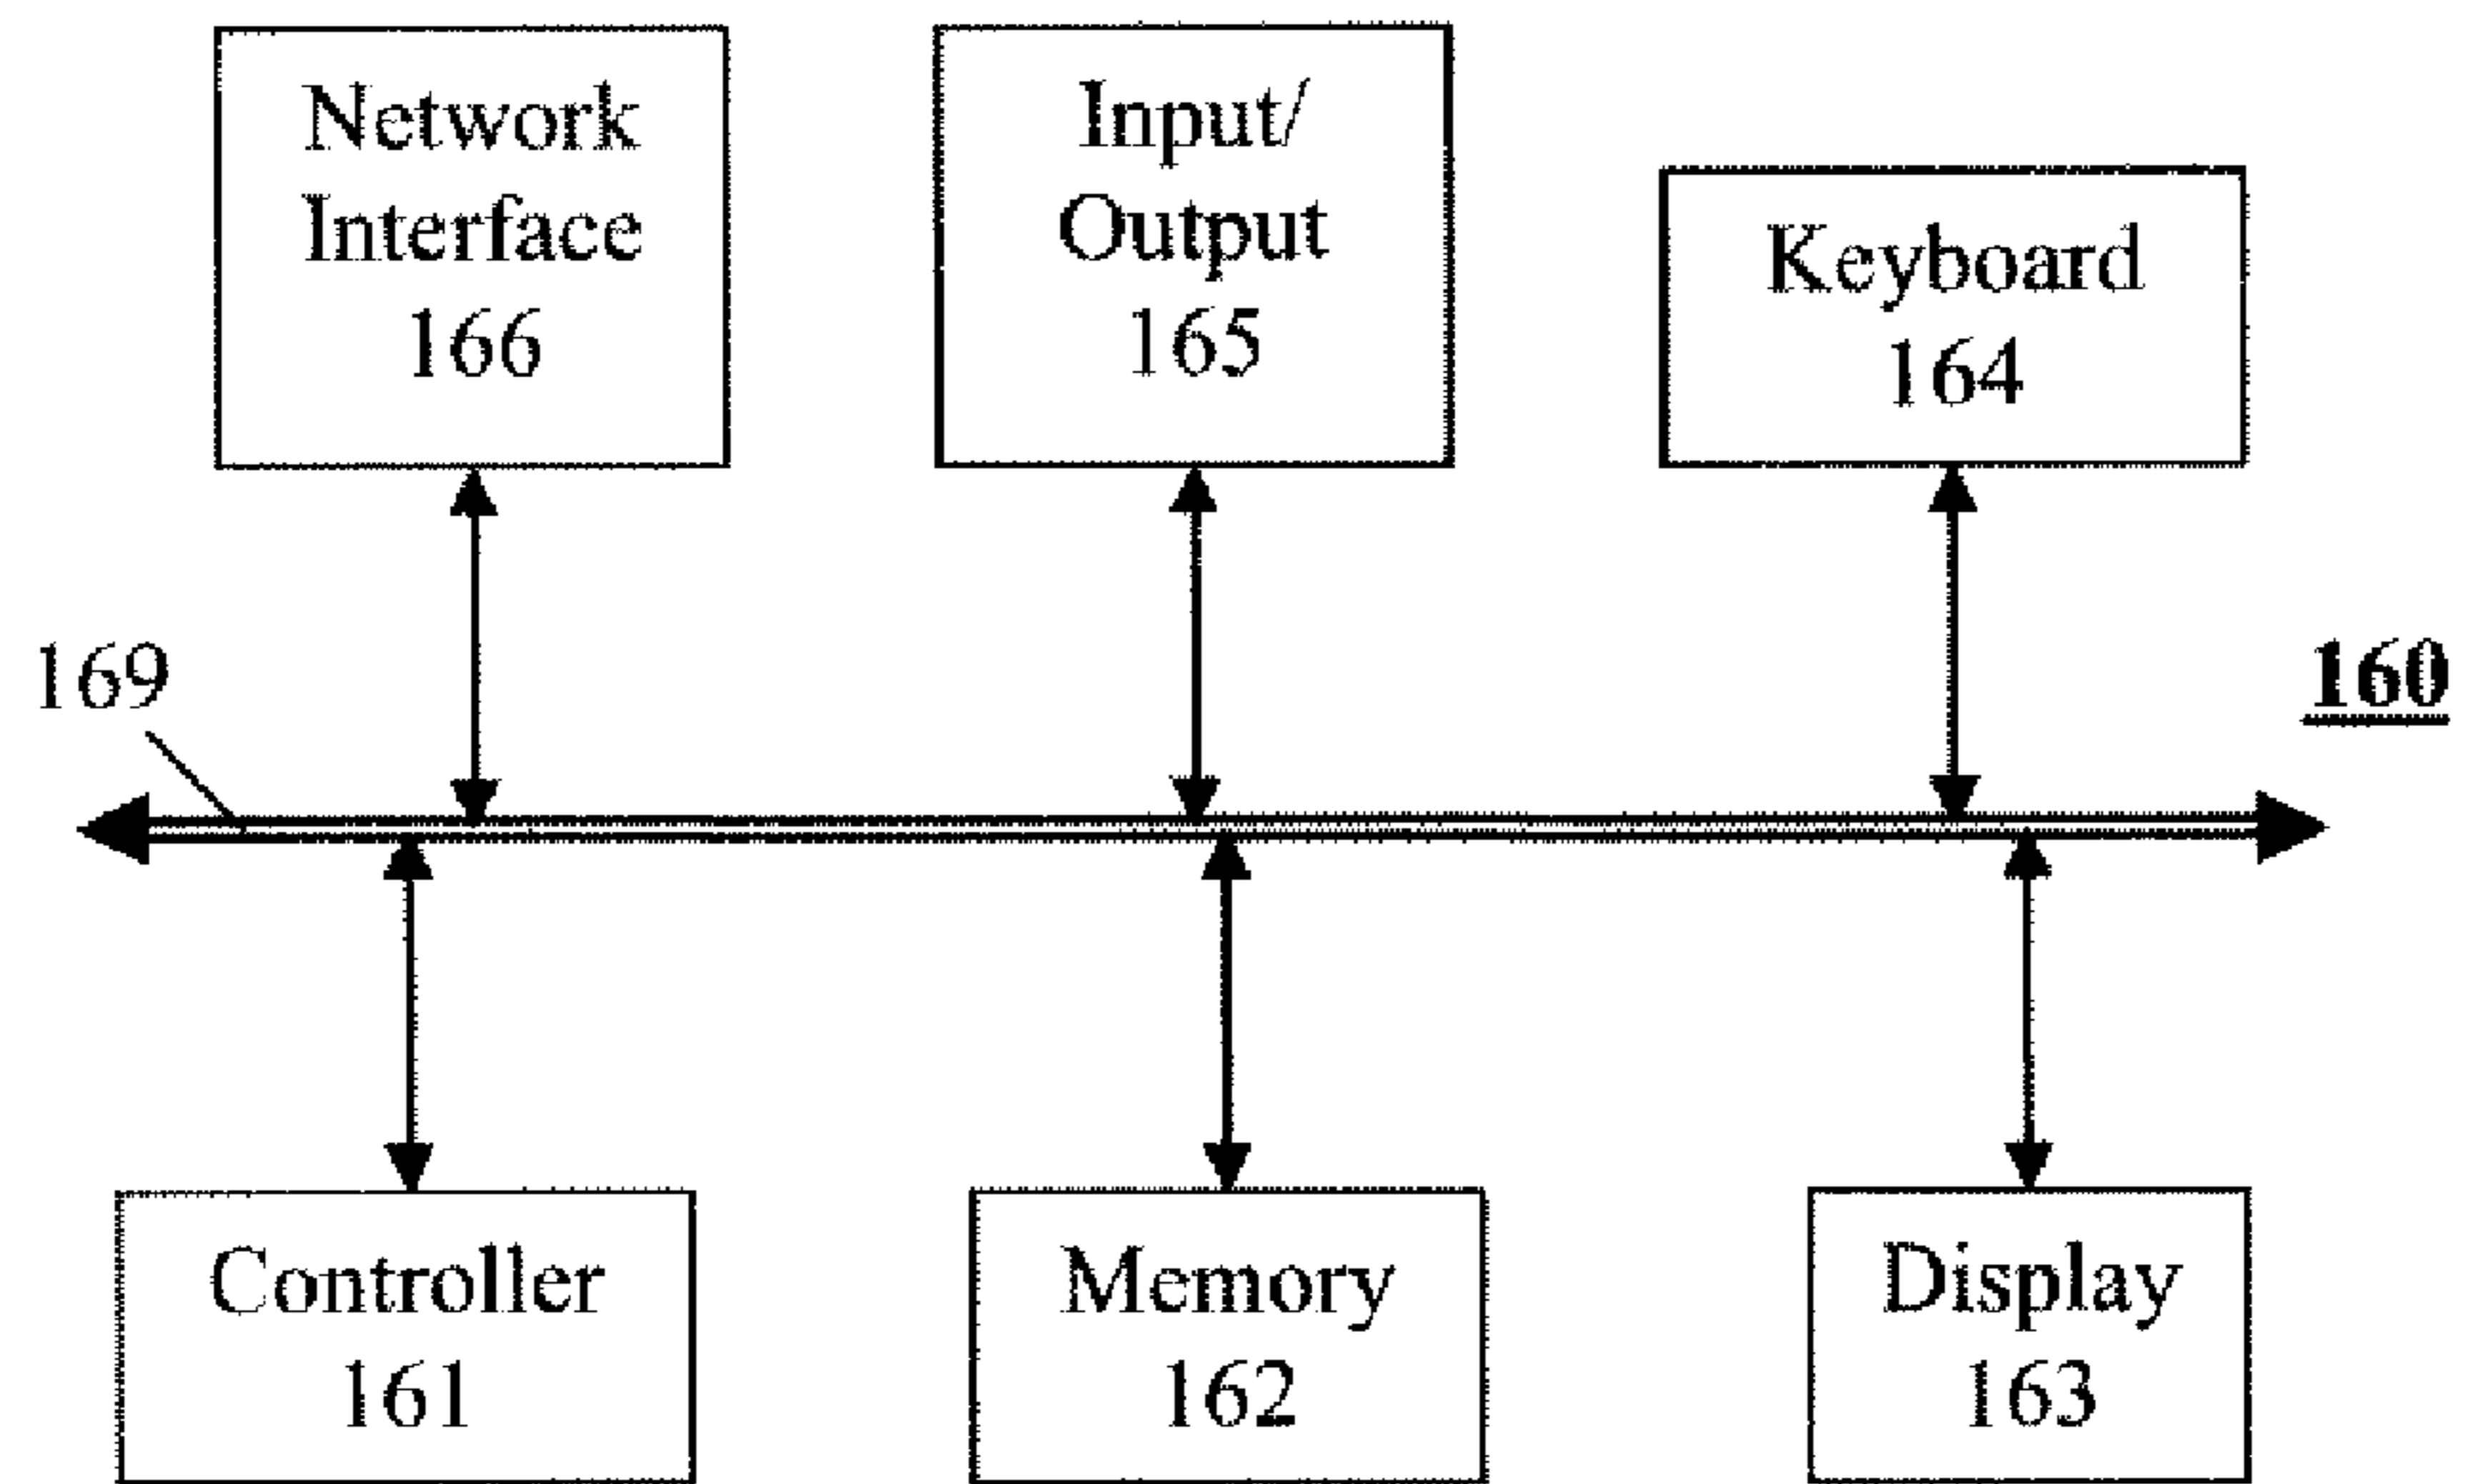 Network
Interface
166
Input/
Output
165
Keyboard
164
169
160
Controller
161
Memory
162
Display
163